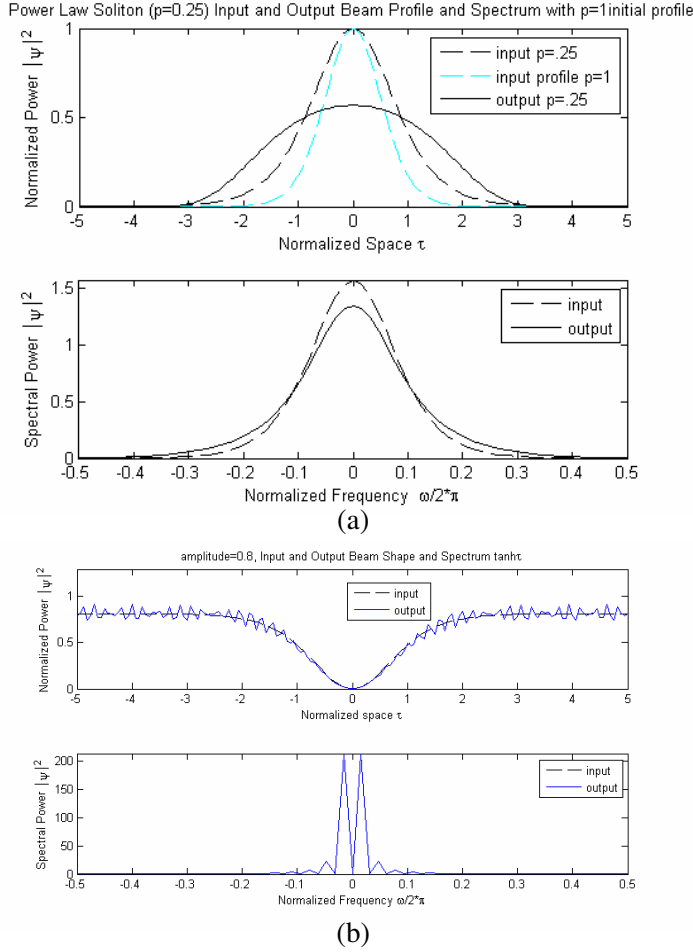 Power Law Soliton (p=0.25) Input and Output Beam Profile and Spectrum with p=1initial profile
Normalized Power |ψ|²
1
0.5
0
input p=.25
input profile p=1
output p=.25
-5 -4 -3 -2 -1 0 1 2 3 4 5
Normalized Space τ
Spectral Power |ψ|²
1.5
1
0.5
0
input
output
-0.5 -0.4 -0.3 -0.2 -0.1 0 0.1 0.2 0.3 0.4 0.5
Normalized Frequency ω/2*π
(a)
amplitude=0.8, Input and Output Beam Shape and Spectrum tanhτ
Normalized Power |ψ|²
1
0.5
0
input
output
-5 -4 -3 -2 -1 0 1 2 3 4 5
Normalized space τ
Spectral Power |ψ|²
200
150
100
50
0
input
output
-0.5 -0.4 -0.3 -0.2 -0.1 0 0.1 0.2 0.3 0.4 0.5
Normalized Frequency ω/2*π
(b)